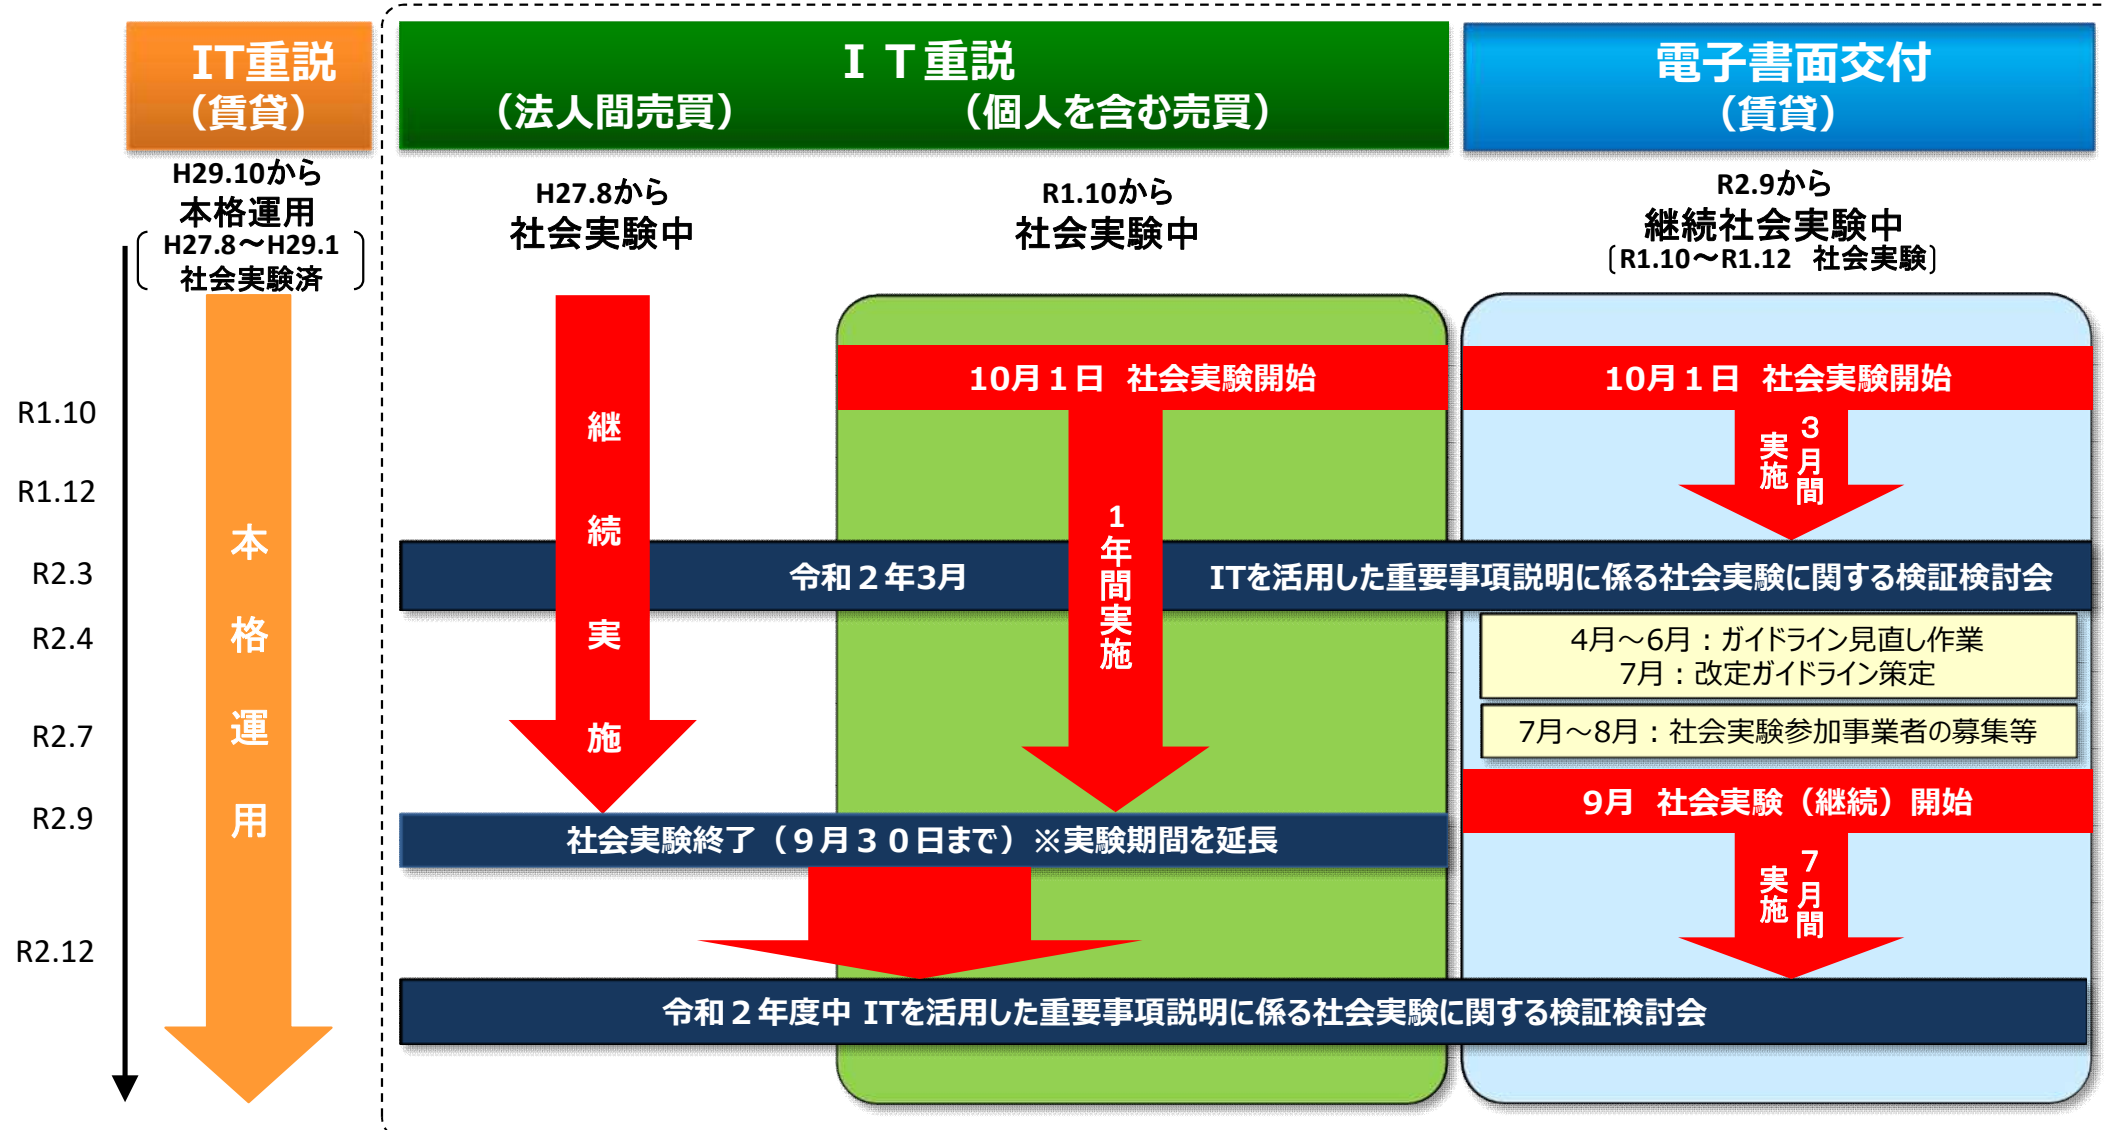 IT重説
（賃貸）
ＩＴ重説
（法人間売買）　（個人を含む売買）
電子書面交付
（賃貸）
H29.10から
本格運用
H27.8～H29.1
社会実験済
H27.8から
社会実験中
R1.10から
社会実験中
R2.9から
継続社会実験中
〔R1.10～R1.12 社会実験〕
R1.10
R1.12
R2.3
R2.4
R2.7
R2.9
R2.12
本格運用
継続実施
10月１日 社会実験開始
1年間実施
10月１日 社会実験開始
３月間
実施
令和２年3月　ITを活用した重要事項説明に係る社会実験に関する検証検討会
4月～6月：ガイドライン見直し作業
7月：改定ガイドライン策定
7月～8月：社会実験参加事業者の募集等
9月 社会実験（継続）開始
７月間
実施
社会実験終了（９月３０日まで）※実験期間を延長
令和２年度中 ITを活用した重要事項説明に係る社会実験に関する検証検討会